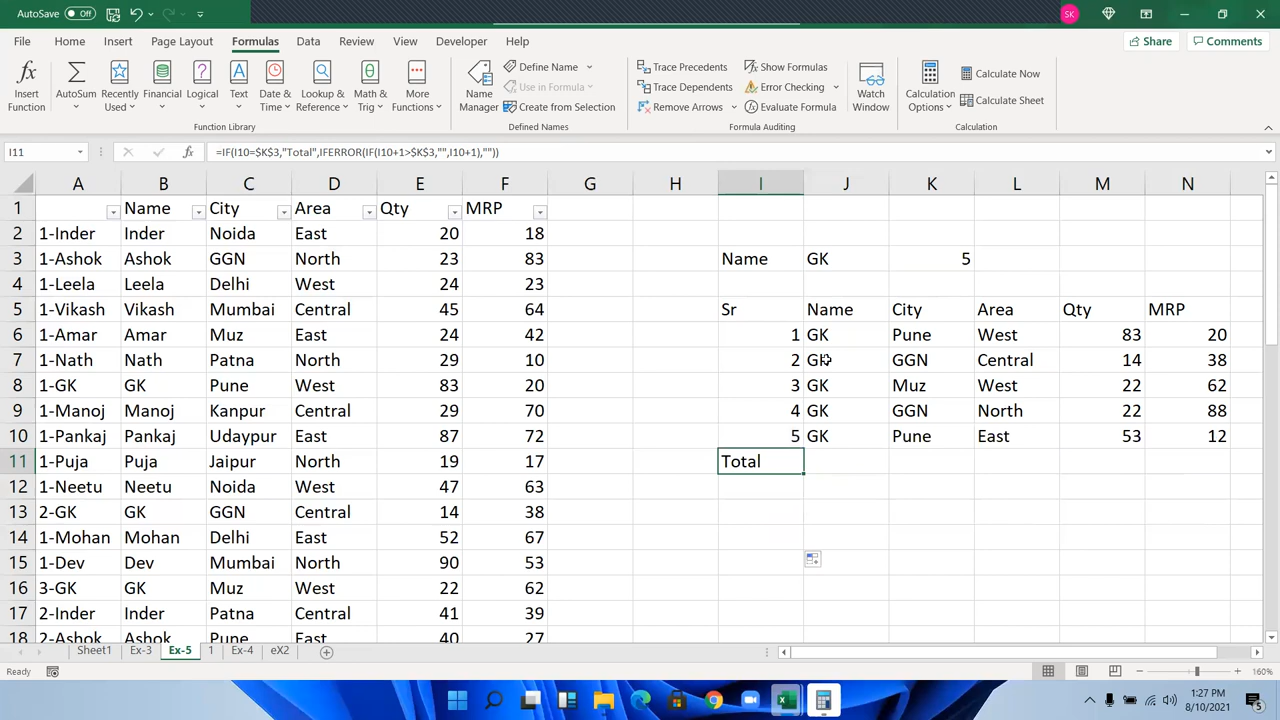 AutoSave Off SK
File Home Insert Page Layout Formulas Data Review View Developer Help Share Comments
Insert Function AutoSum Recently Used Financial Logical Text Date & Time Lookup & Reference Math & Trig More Functions Name Manager Define Name Use in Formula Create from Selection Trace Precedents Trace Dependents Remove Arrows Show Formulas Error Checking Evaluate Formula Watch Window Calculation Options Calculate Now Calculate Sheet
Function Library Defined Names Formula Auditing Calculation
I11 fx =IF(I10=$K$3,"Total",IFERROR(IF(I10+1>$K$3,"",I10+1),""))
A B C D E F G H I J K L M N
1 Name City Area Qty MRP
2 1-Inder Inder Noida East 20 18
3 1-Ashok Ashok GGN North 23 83 Name GK 5
4 1-Leela Leela Delhi West 24 23
5 1-Vikash Vikash Mumbai Central 45 64 Sr Name City Area Qty MRP
6 1-Amar Amar Muz East 24 42 1 GK Pune West 83 20
7 1-Nath Nath Patna North 29 10 2 GK GGN Central 14 38
8 1-GK GK Pune West 83 20 3 GK Muz West 22 62
9 1-Manoj Manoj Kanpur Central 29 70 4 GK GGN North 22 88
10 1-Pankaj Pankaj Udaypur East 87 72 5 GK Pune East 53 12
11 1-Puja Puja Jaipur North 19 17 Total
12 1-Neetu Neetu Noida West 47 63
13 2-GK GK GGN Central 14 38
14 1-Mohan Mohan Delhi East 52 67
15 1-Dev Dev Mumbai North 90 53
16 3-GK GK Muz West 22 62
17 2-Inder Inder Patna Central 41 39
18 2-Ashok Ashok Pune East 40 27
Sheet1 Ex-3 Ex-5 1 Ex-4 eX2
Ready 160%
1:27 PM
8/10/2021 5